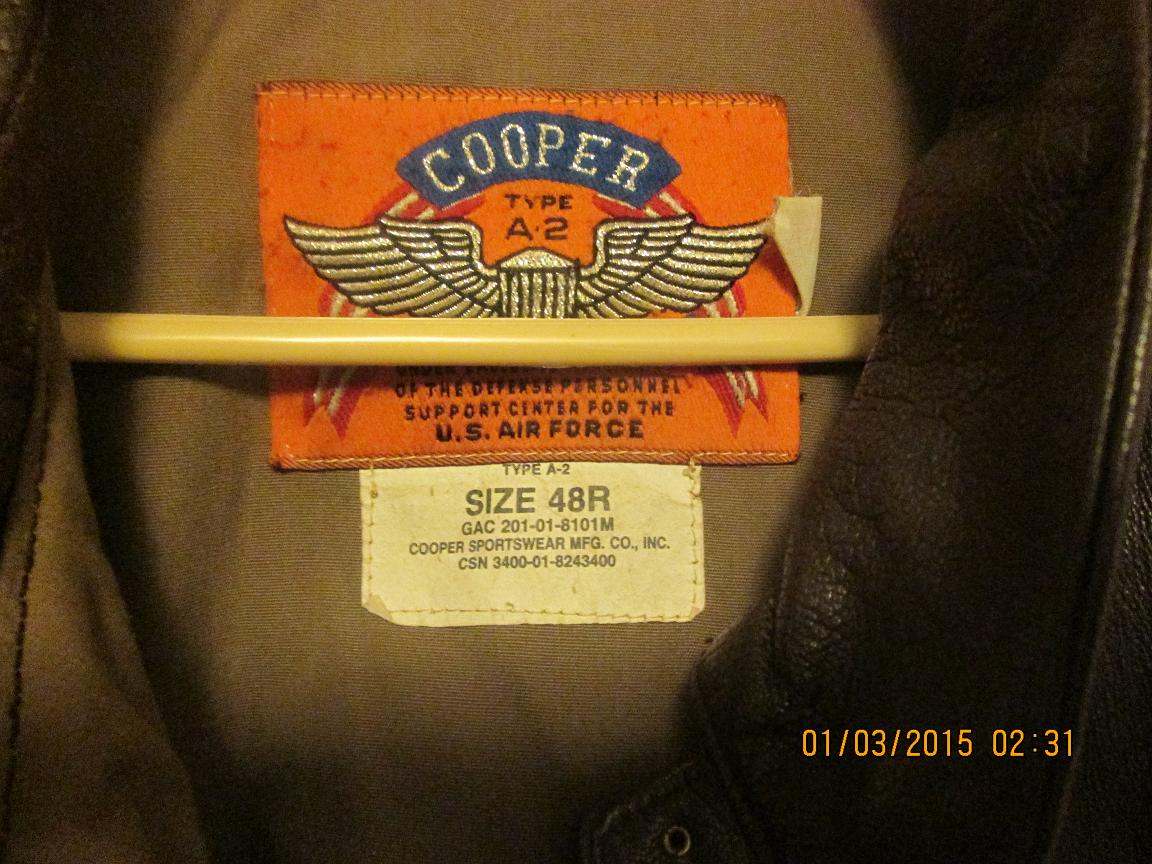 COOPER
TYPE
A-2
OF THE DEFENSE PERSONNEL
SUPPORT CENTER FOR THE
U.S. AIR FORCE
TYPE A-2
SIZE 48R
GAC 201-01-8101M
COOPER SPORTSWEAR MFG. CO., INC.
CSN 3400-01-8243400
01/03/2015 02:31